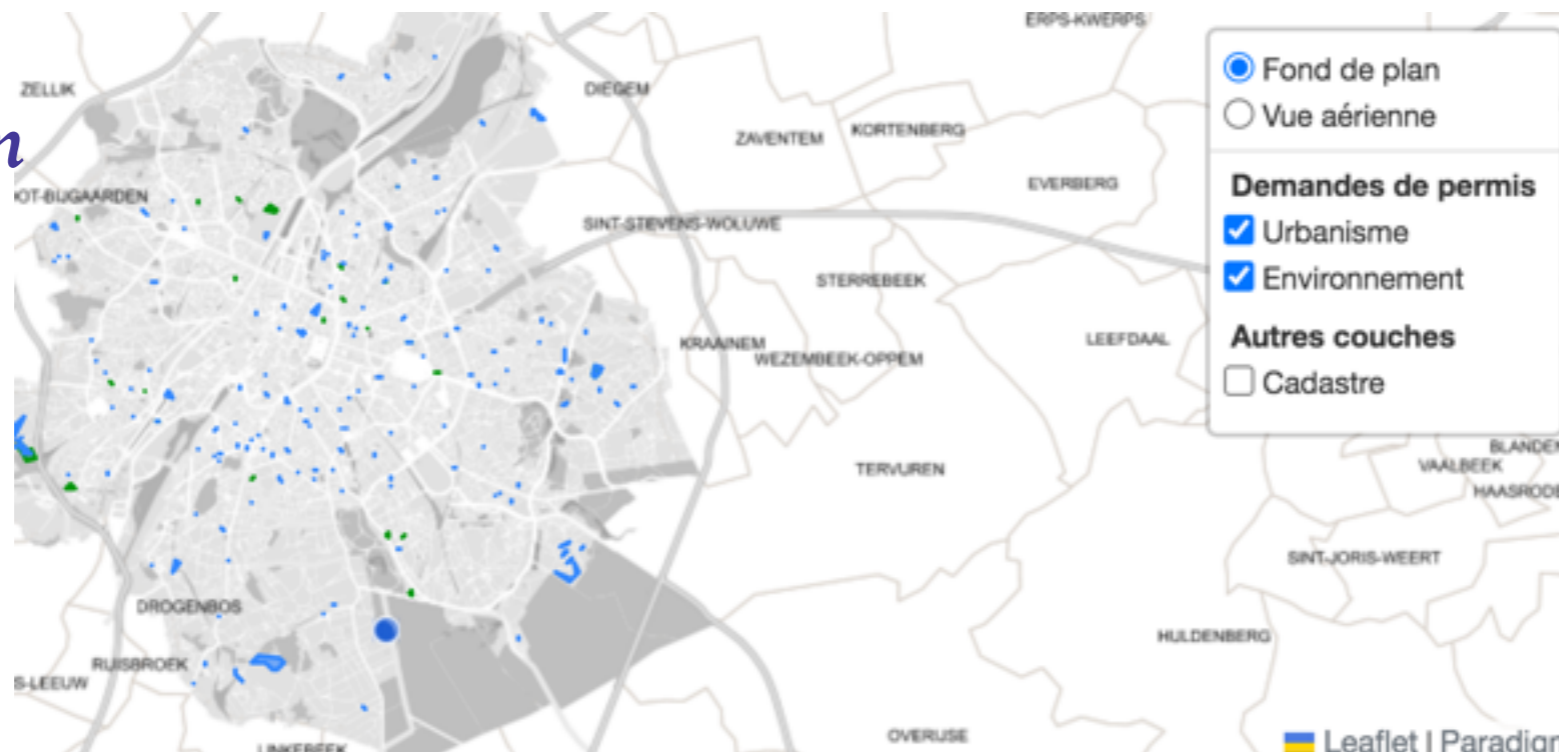 ERPS-KWERPS
ZELLIK
DIEGEM
ZAVENTEM
KORTENBERG
EVERBERG
OT-BIJGAARDEN
SINT-STEVENS-WOLUWE
STERREBEEK
KRAAINEM
WEZEMBEEK-OPPEM
LEEFDAAL
TERVUREN
BLANDEN
VAALBEEK
HAASRODE
SINT-JORIS-WEERT
DROGENBOS
HULDENBERG
RUISBROEK
S-LEEUW
OVERIJSE
LINKEBEEK
n
Fond de plan
Vue aérienne
Demandes de permis
Urbanisme
Environnement
Autres couches
Cadastre
Leaflet | Paradigm